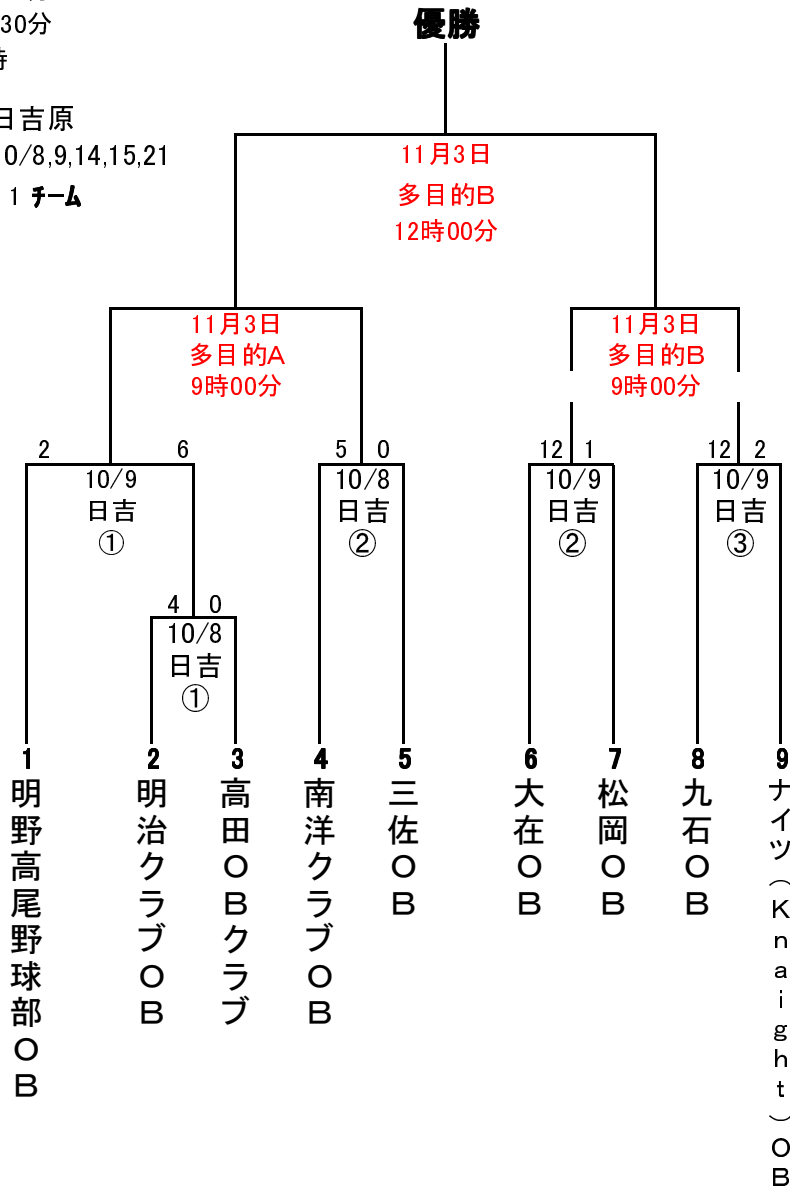 30分
優勝
時
日吉原
0/8,9,14,15,21
1 チーム
11月3日
多目的B
12時00分
11月3日
多目的A
9時00分
11月3日
多目的B
9時00分
2 6
10/9
日吉
①
5 0
10/8
日吉
②
12 1
10/9
日吉
②
12 2
10/9
日吉
③
4 0
10/8
日吉
①
1
明野高尾野球部OB
2
明治クラブOB
3
高田OBクラブ
4
南洋クラブOB
5
三佐OB
6
大在OB
7
松岡OB
8
九石OB
9
ナイツ(Knaight)OB